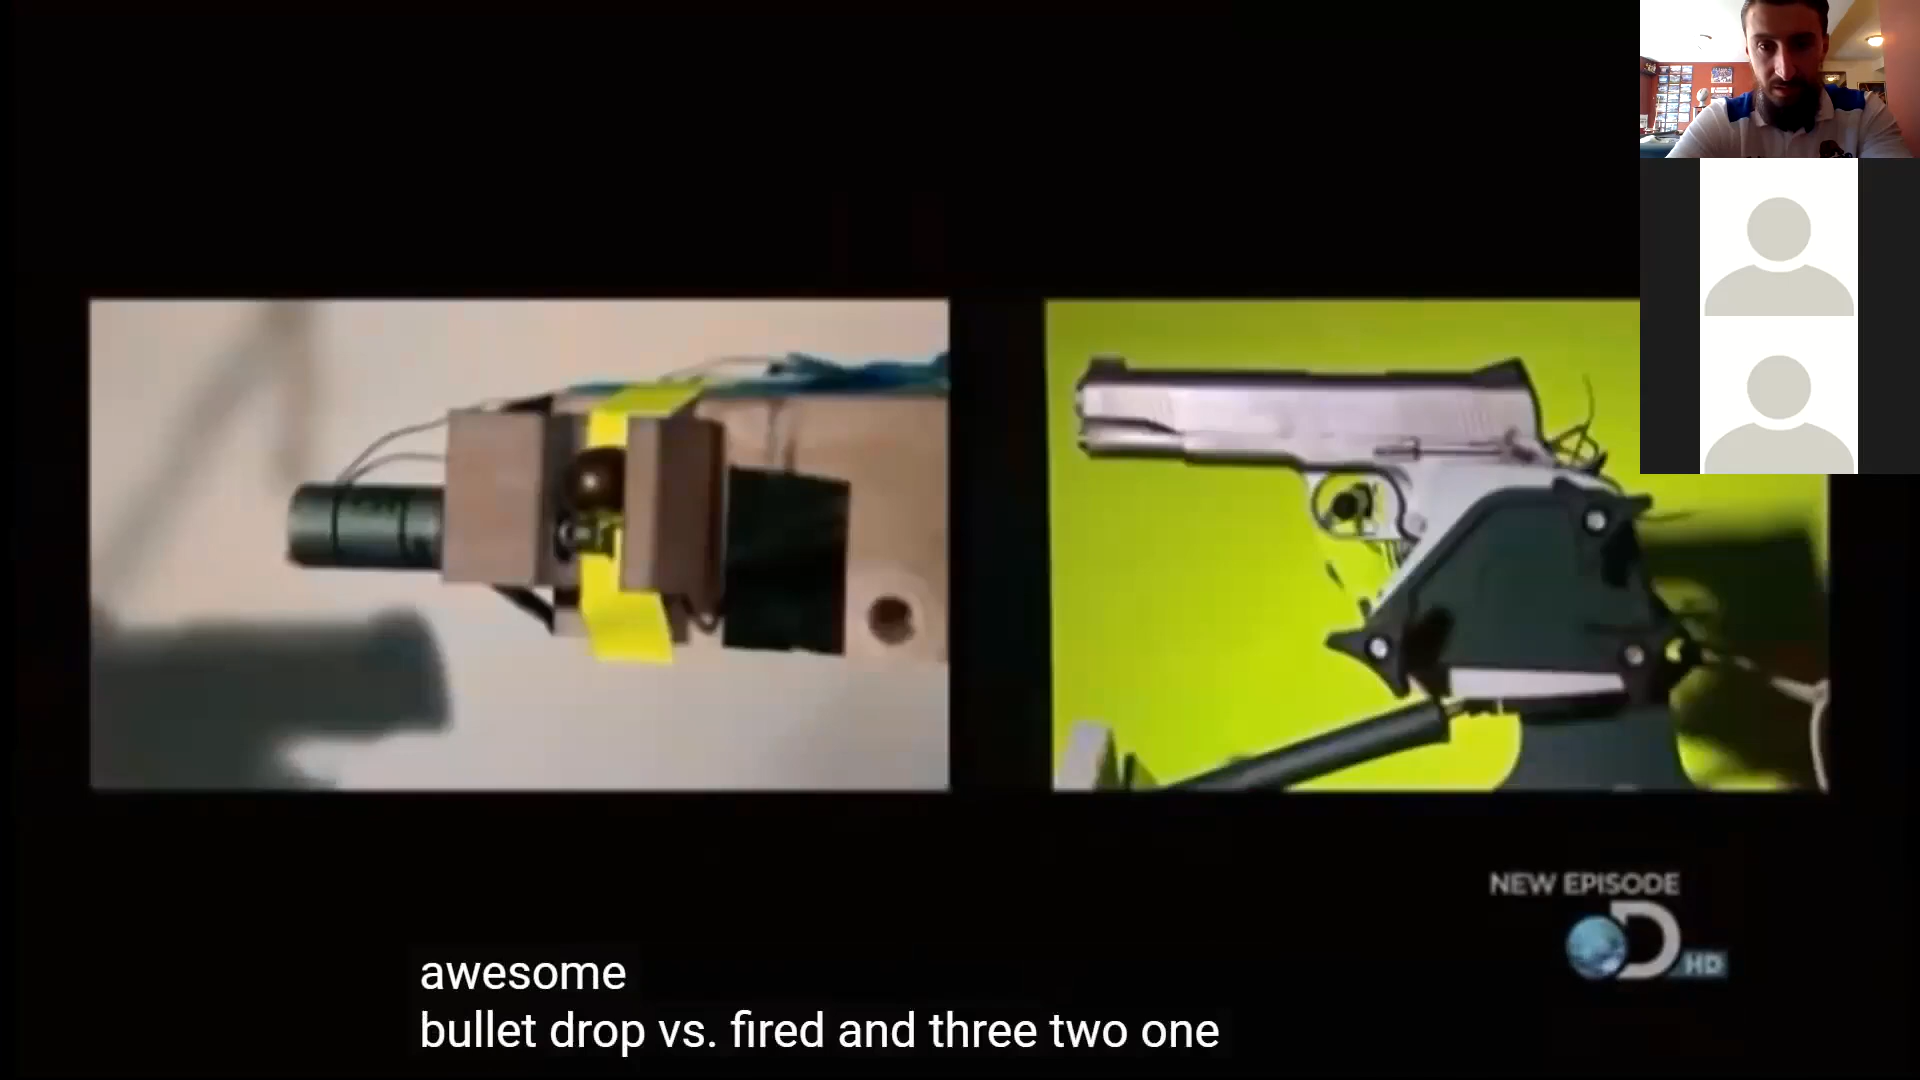 NEW EPISODE
D
HD
awesome
bullet drop vs. fired and three two one